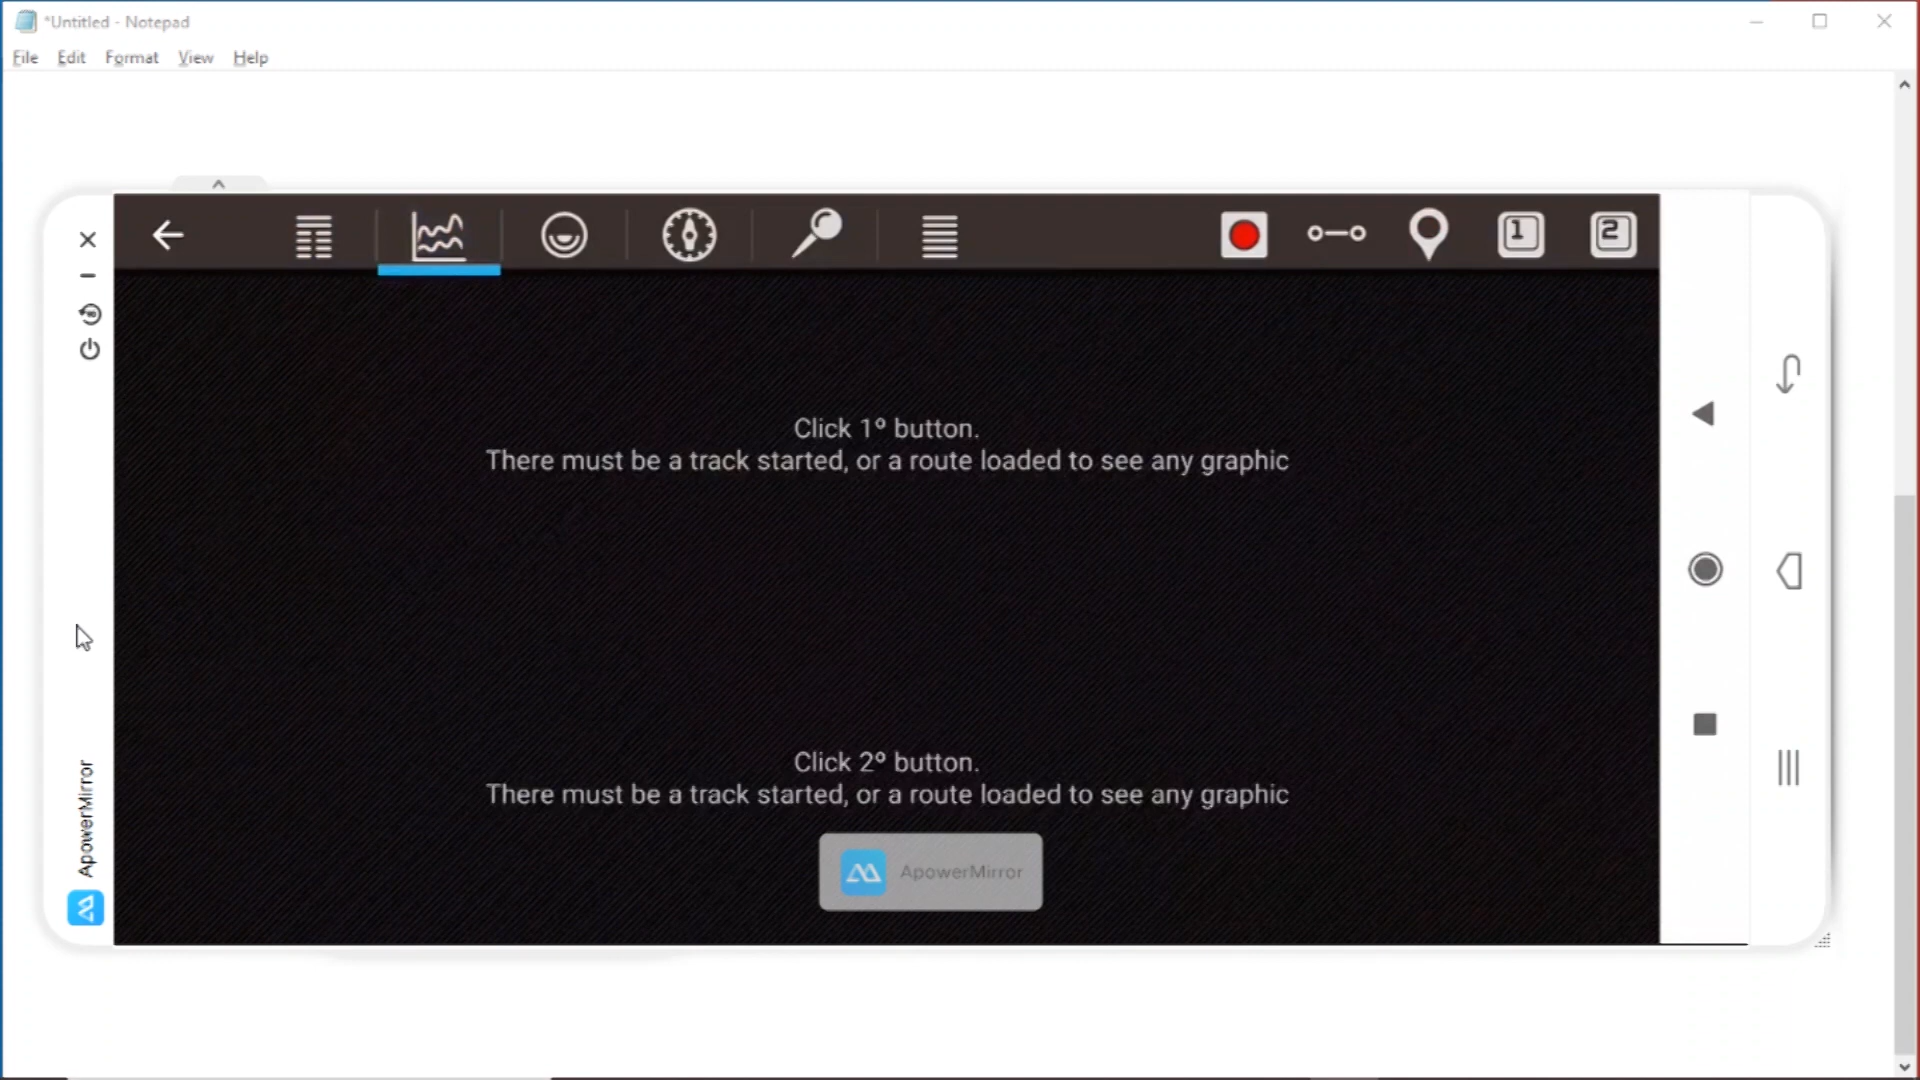 *Untitled - Notepad
File Edit Format View Help
1 2
Click 1º button.
There must be a track started, or a route loaded to see any graphic
Click 2º button.
There must be a track started, or a route loaded to see any graphic
ApowerMirror
ApowerMirror